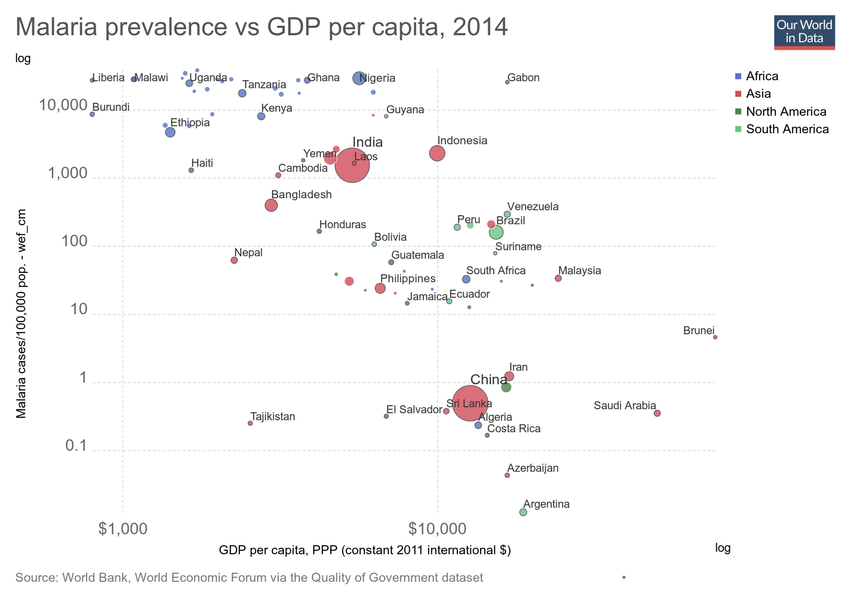 Malaria prevalence vs GDP per capita, 2014
Our World
in Data
log
Africa
Asia
North America
South America
Liberia
Malawi
Uganda
Tanzania
Ghana
Nigeria
Gabon
10,000
Burundi
Kenya
Guyana
Ethiopia
India
Indonesia
Yemen
Laos
Haiti
Cambodia
1,000
Bangladesh
Venezuela
Honduras
Peru
Brazil
Bolivia
100
Suriname
Nepal
Guatemala
South Africa
Malaysia
Philippines
Jamaica
Ecuador
10
Brunei
Iran
1
China
El Salvador
Sri Lanka
Saudi Arabia
Tajikistan
Algeria
Costa Rica
0.1
Azerbaijan
Argentina
Malaria cases/100,000 pop. - wef_cm
$1,000
$10,000
GDP per capita, PPP (constant 2011 international $)
log
Source: World Bank, World Economic Forum via the Quality of Government dataset